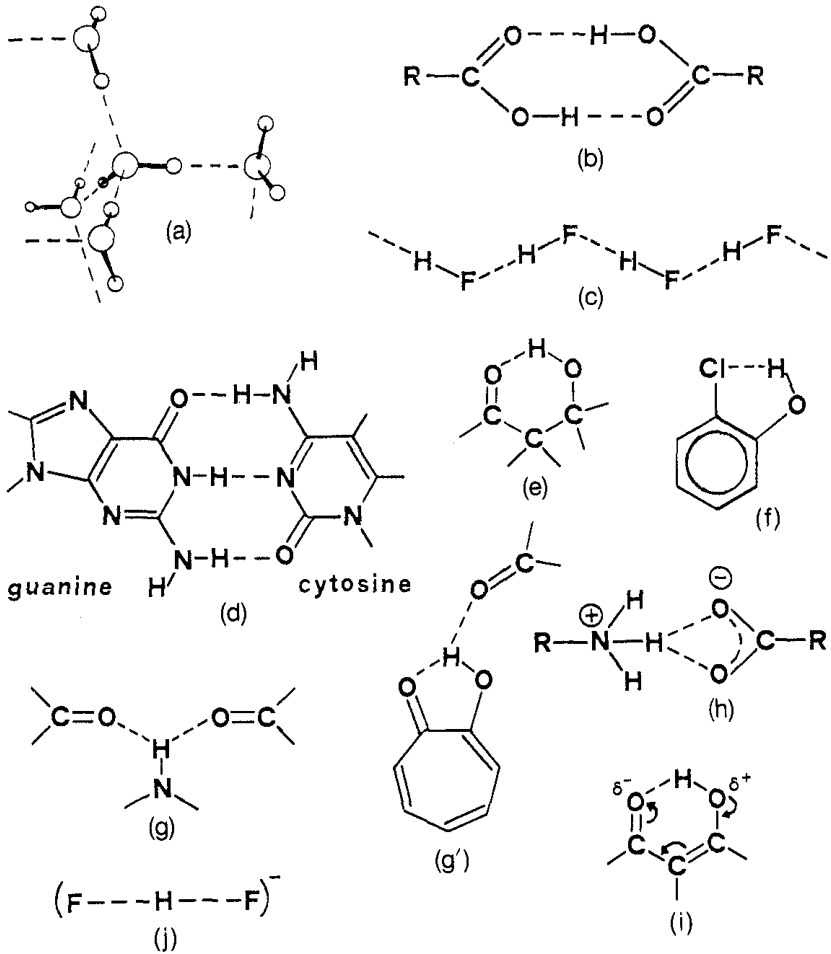 O H O
R C C R
O H O
(b)
(a)
H F H F H F H F
(c)
H
N O H N
N N H N
N N O N
H N H
guanine cytosine
(d)
H
O O
C C C
(e)
Cl H
O
(f)
O C
H
O O
(g′)
⊕ H ⊖
R N H O C R
H O
(h)
C O O C
H
N
(g)
δ⁻ H δ⁺
O O
C C C
(i)
(F H F)⁻
(j)